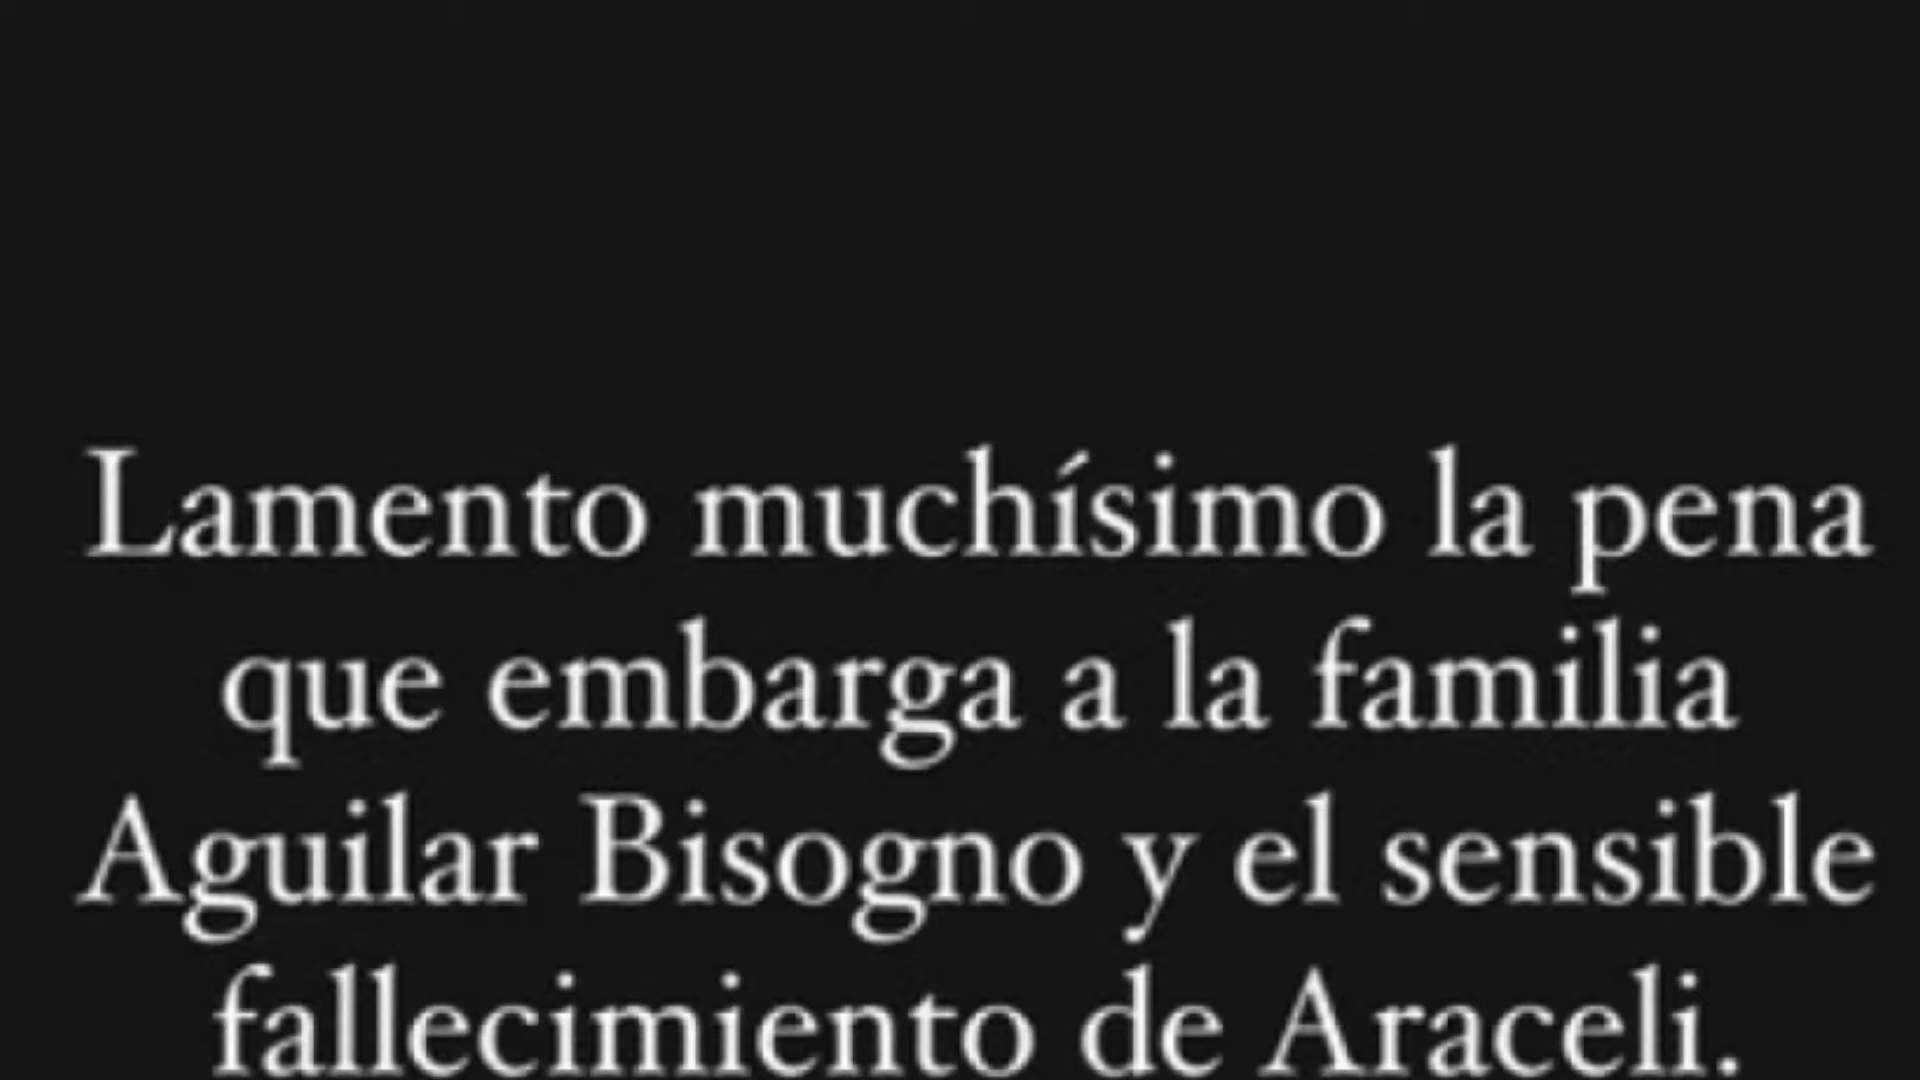 Lamento muchísimo la pena
que embarga a la familia
Aguilar Bisogno y el sensible
fallecimiento de Araceli.